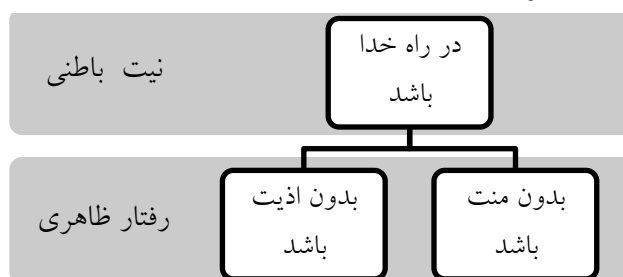 در راه خدا
باشد
نیت باطنی
بدون منت
باشد
بدون اذیت
باشد
رفتار ظاهری